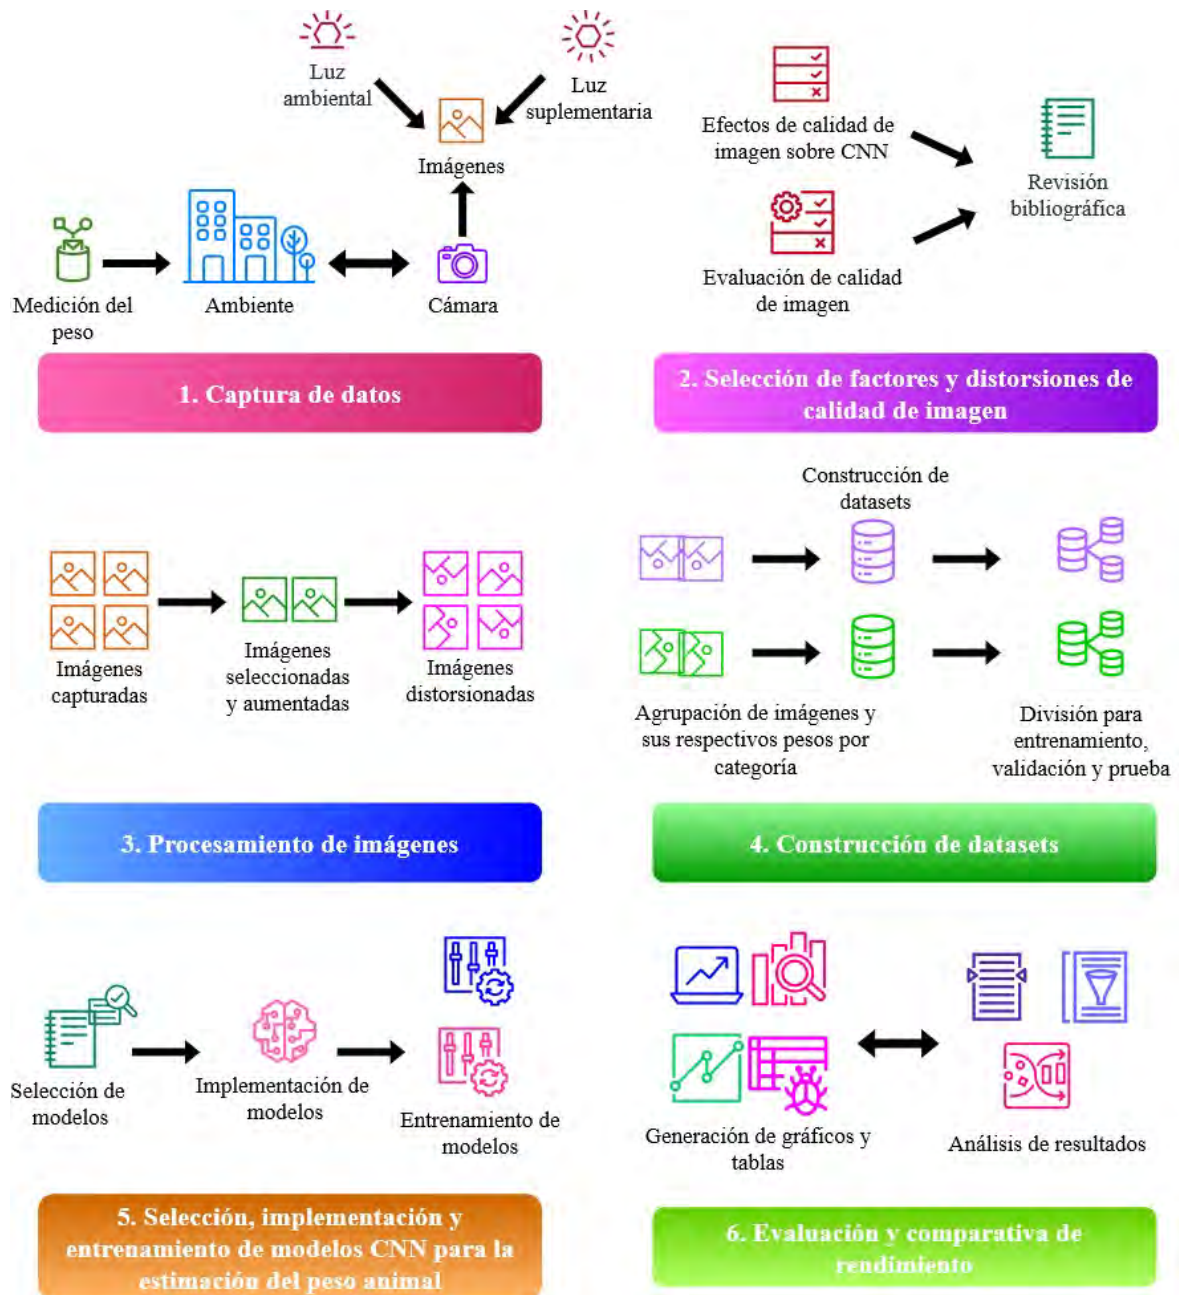 Luz
ambiental
Luz
suplementaria
Imágenes
Medición del
peso
Ambiente
Cámara
1. Captura de datos
Efectos de calidad de
imagen sobre CNN
Evaluación de calidad
de imagen
Revisión
bibliográfica
2. Selección de factores y distorsiones de
calidad de imagen
Imágenes
capturadas
Imágenes
seleccionadas
y aumentadas
Imágenes
distorsionadas
3. Procesamiento de imágenes
Construcción de
datasets
Agrupación de imágenes y
sus respectivos pesos por
categoría
División para
entrenamiento,
validación y prueba
4. Construcción de datasets
Selección de
modelos
Implementación de
modelos
Entrenamiento de
modelos
5. Selección, implementación y
entrenamiento de modelos CNN para la
estimación del peso animal
Generación de gráficos y
tablas
Análisis de resultados
6. Evaluación y comparativa de
rendimiento